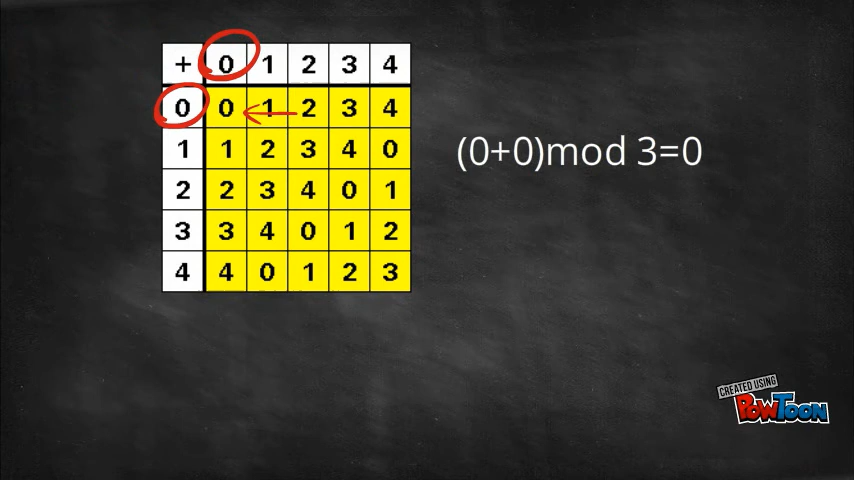 + 0 1 2 3 4
0 0 1 2 3 4
1 1 2 3 4 0
2 2 3 4 0 1
3 3 4 0 1 2
4 4 0 1 2 3
(0+0)mod 3=0
CREATED USING
POWTOON